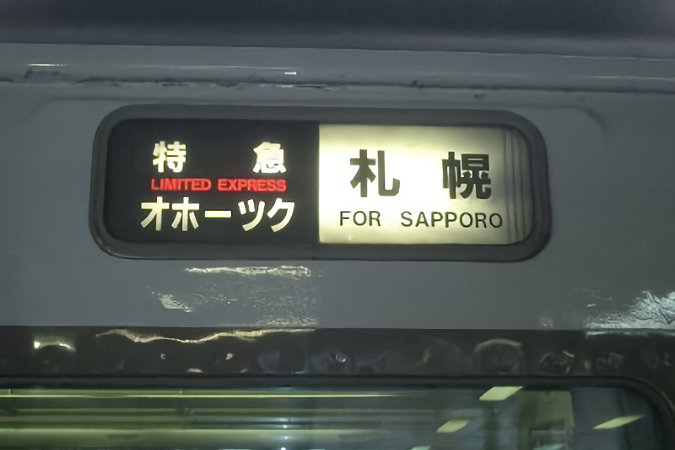 特 急
LIMITED EXPRESS
オホーツク
札 幌
FOR SAPPORO